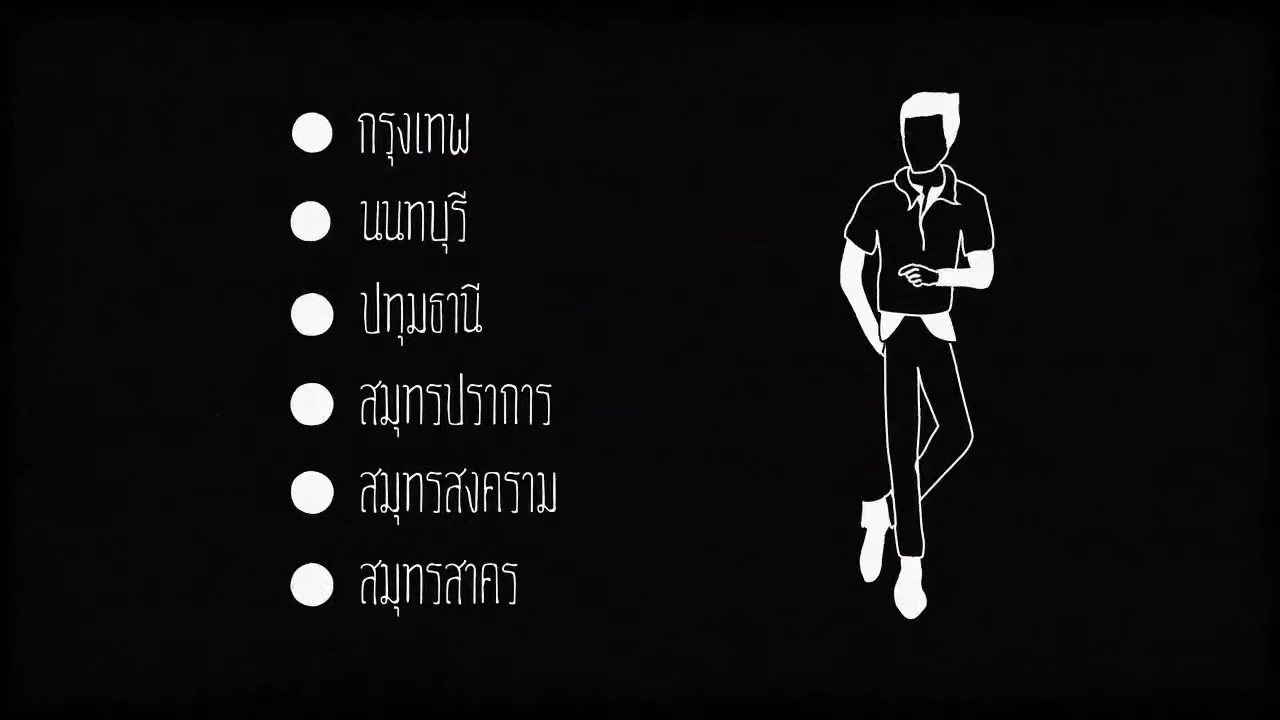 กรุงเทพ
นนทบุรี
ปทุมธานี
สมุทรปราการ
สมุทรสงคราม
สมุทรสาคร